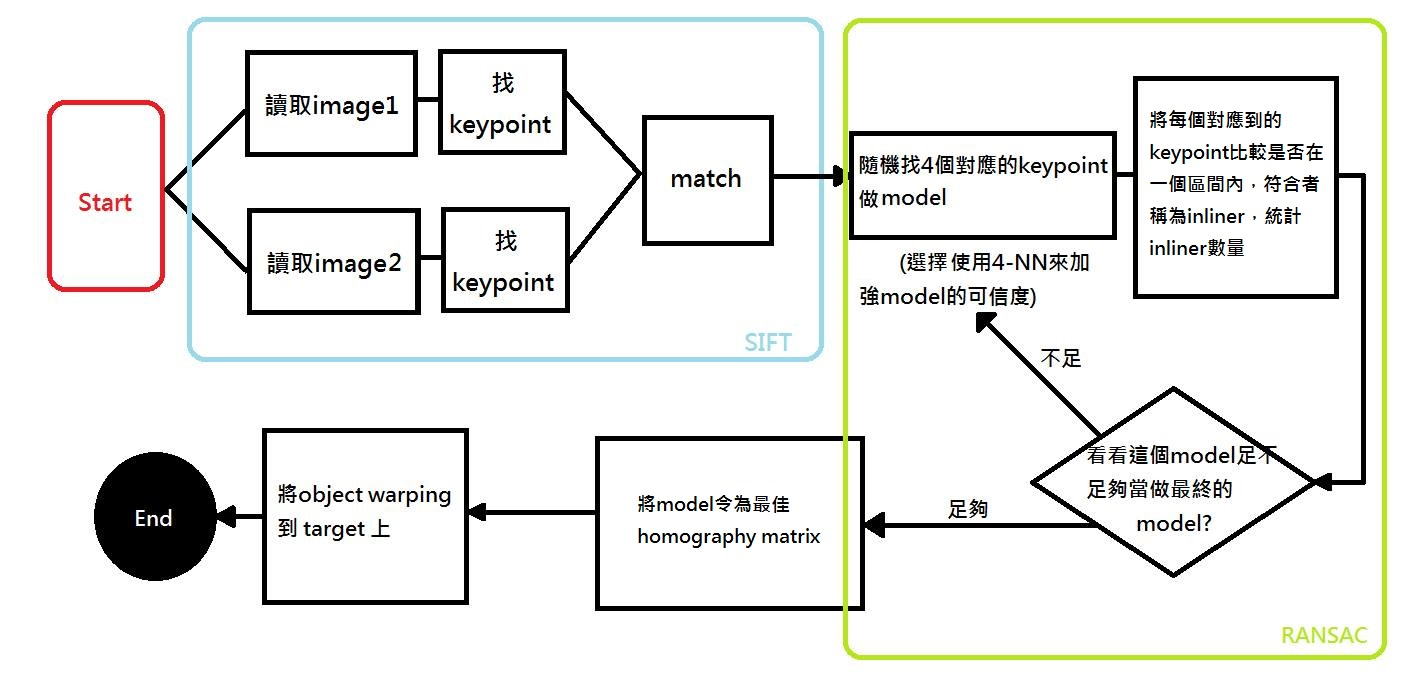 Start
讀取image1
找
keypoint
讀取image2
找
keypoint
match
SIFT
隨機找4個對應的keypoint
做model
(選擇使用4-NN來加
強model的可信度)
將每個對應到的
keypoint比較是否在
一個區間內，符合者
稱為inliner，統計
inliner數量
不足
看看這個model足不
足夠當做最終的
model?
足夠
RANSAC
將model令為最佳
homography matrix
將object warping
到 target 上
End